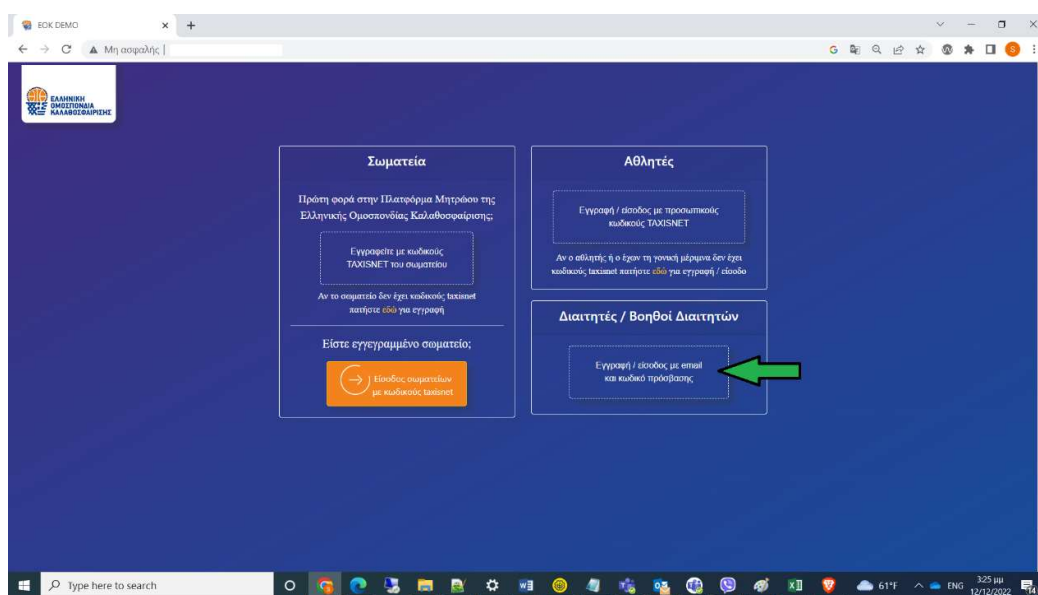 EOK DEMO
Μη ασφαλής
ΕΛΛΗΝΙΚΗ
ΟΜΟΣΠΟΝΔΙΑ
ΚΑΛΑΘΟΣΦΑΙΡΙΣΗΣ
Σωματεία
Πρώτη φορά στην Πλατφόρμα Μητρώου της
Ελληνικής Ομοσπονδίας Καλαθοσφαίρισης;
Εγγραφείτε με κωδικούς
TAXISNET του σωματείου
Αν το σωματείο δεν έχει κωδικούς taxisnet
πατήστε εδώ για εγγραφή
Είστε εγγεγραμμένο σωματείο;
Είσοδος σωματείων
με κωδικούς taxisnet
Αθλητές
Εγγραφή / είσοδος με προσωπικούς
κωδικούς TAXISNET
Αν ο αθλητής ή ο έχων τη γονική μέριμνα δεν έχει
κωδικούς taxisnet πατήστε εδώ για εγγραφή / είσοδο
Διαιτητές / Βοηθοί Διαιτητών
Εγγραφή / είσοδος με email
και κωδικό πρόσβασης
Type here to search
61°F
ENG
3:25 μμ
12/12/2022
14